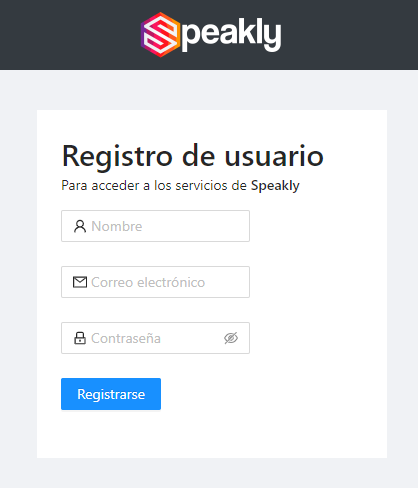 Speakly
Registro de usuario
Para acceder a los servicios de Speakly
Nombre
Correo electrónico
Contraseña
Registrarse